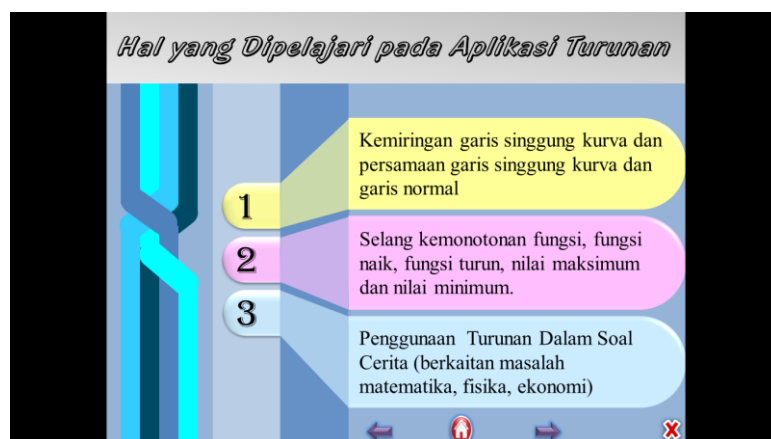 Hal yang Dipelajari pada Aplikasi Turunan
1
Kemiringan garis singgung kurva dan
persamaan garis singgung kurva dan
garis normal
2
Selang kemonotonan fungsi, fungsi
naik, fungsi turun, nilai maksimum
dan nilai minimum.
3
Penggunaan Turunan Dalam Soal
Cerita (berkaitan masalah
matematika, fisika, ekonomi)